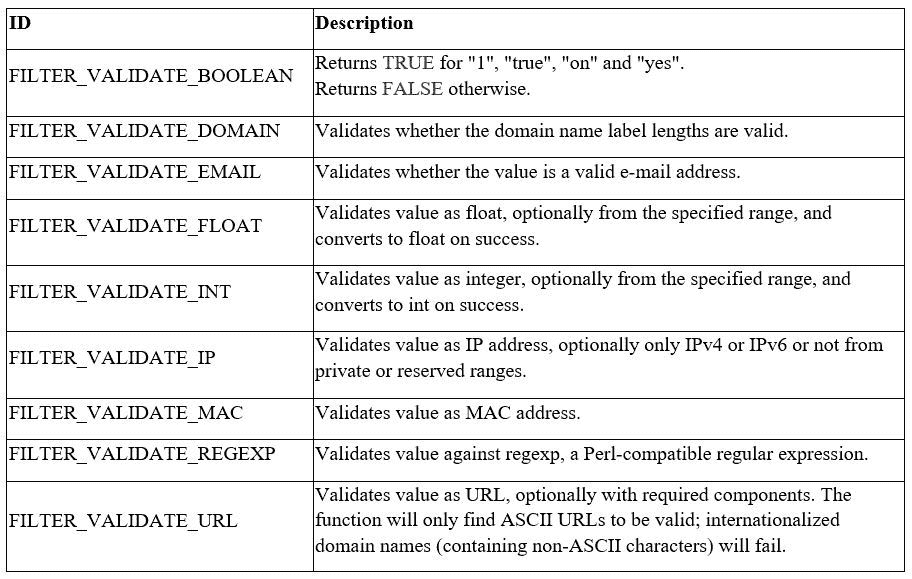 ID
Description
FILTER_VALIDATE_BOOLEAN
Returns TRUE for "1", "true", "on" and "yes".
Returns FALSE otherwise.
FILTER_VALIDATE_DOMAIN
Validates whether the domain name label lengths are valid.
FILTER_VALIDATE_EMAIL
Validates whether the value is a valid e-mail address.
FILTER_VALIDATE_FLOAT
Validates value as float, optionally from the specified range, and
converts to float on success.
FILTER_VALIDATE_INT
Validates value as integer, optionally from the specified range, and
converts to int on success.
FILTER_VALIDATE_IP
Validates value as IP address, optionally only IPv4 or IPv6 or not from
private or reserved ranges.
FILTER_VALIDATE_MAC
Validates value as MAC address.
FILTER_VALIDATE_REGEXP
Validates value against regexp, a Perl-compatible regular expression.
FILTER_VALIDATE_URL
Validates value as URL, optionally with required components. The
function will only find ASCII URLs to be valid; internationalized
domain names (containing non-ASCII characters) will fail.